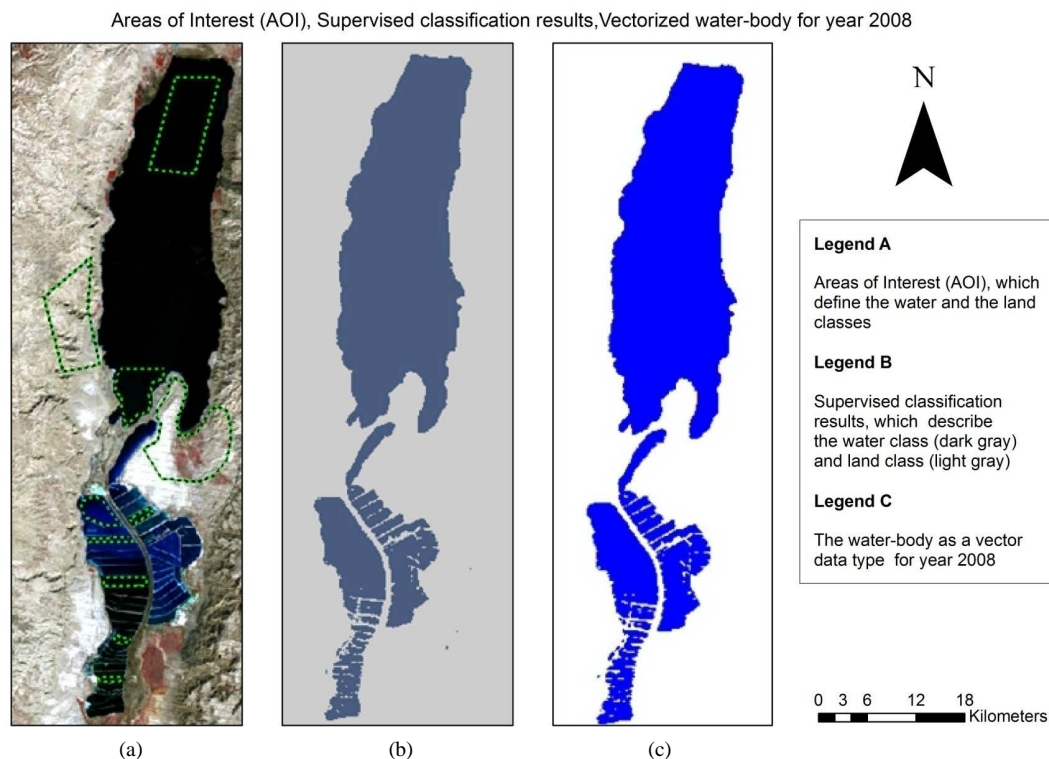 Areas of Interest (AOI), Supervised classification results,Vectorized water-body for year 2008
N
Legend A
Areas of Interest (AOI), which
define the water and the land
classes
Legend B
Supervised classification
results, which describe
the water class (dark gray)
and land class (light gray)
Legend C
The water-body as a vector
data type for year 2008
0 3 6 12 18
Kilometers
(a) (b) (c)